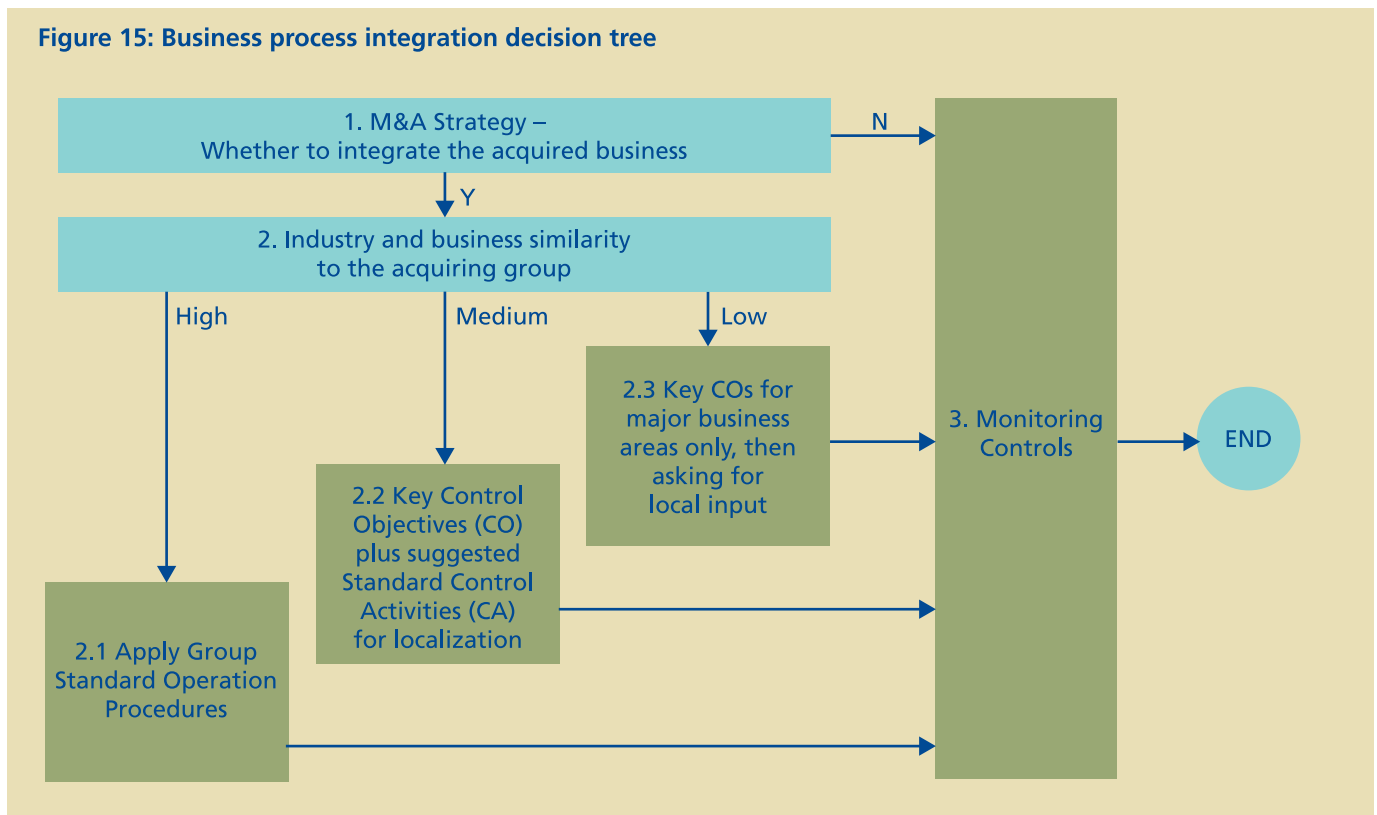 Figure 15: Business process integration decision tree
1. M&A Strategy –
Whether to integrate the acquired business
N
Y
2. Industry and business similarity
to the acquiring group
High
Medium
Low
2.3 Key COs for
major business
areas only, then
asking for
local input
2.2 Key Control
Objectives (CO)
plus suggested
Standard Control
Activities (CA)
for localization
2.1 Apply Group
Standard Operation
Procedures
3. Monitoring
Controls
END